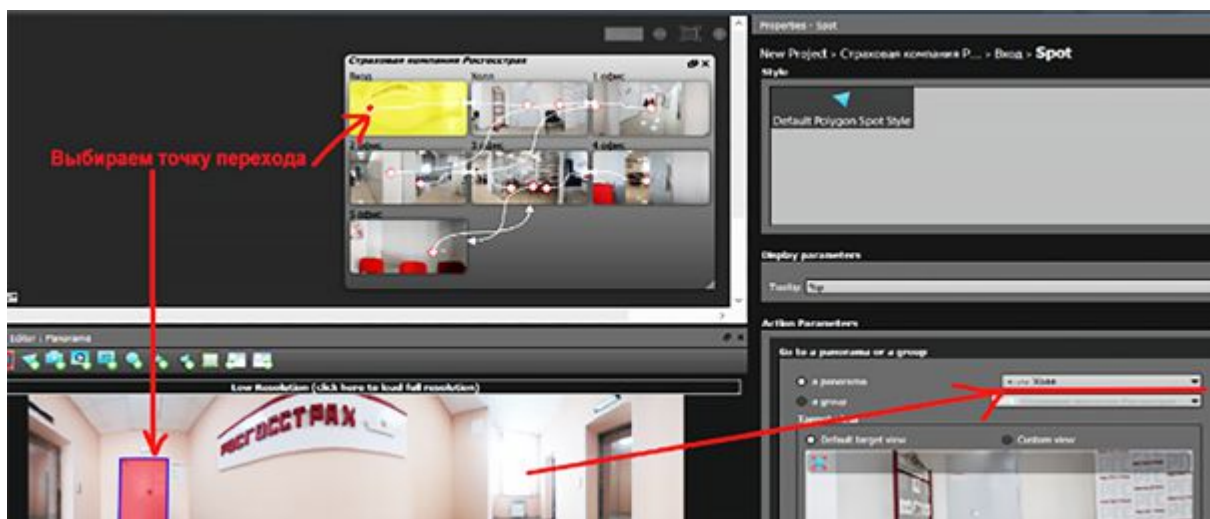 Properties - Spot
New Project > Страховая компания Р... > Вход > Spot
Style
Default Polygon Spot Style
Страховая компания Росгосстрах
Вход
Холл
1 офис
2 офис
3 офис
4 офис
5 офис
Выбираем точку перехода
Display parameters
Tooltip
Action Parameters
Go to a panorama or a group
a panorama
Холл
a group
Default target view
Custom view
Editor : Panorama
Low Resolution (click here to load full resolution)
РОСГОССТРАХ